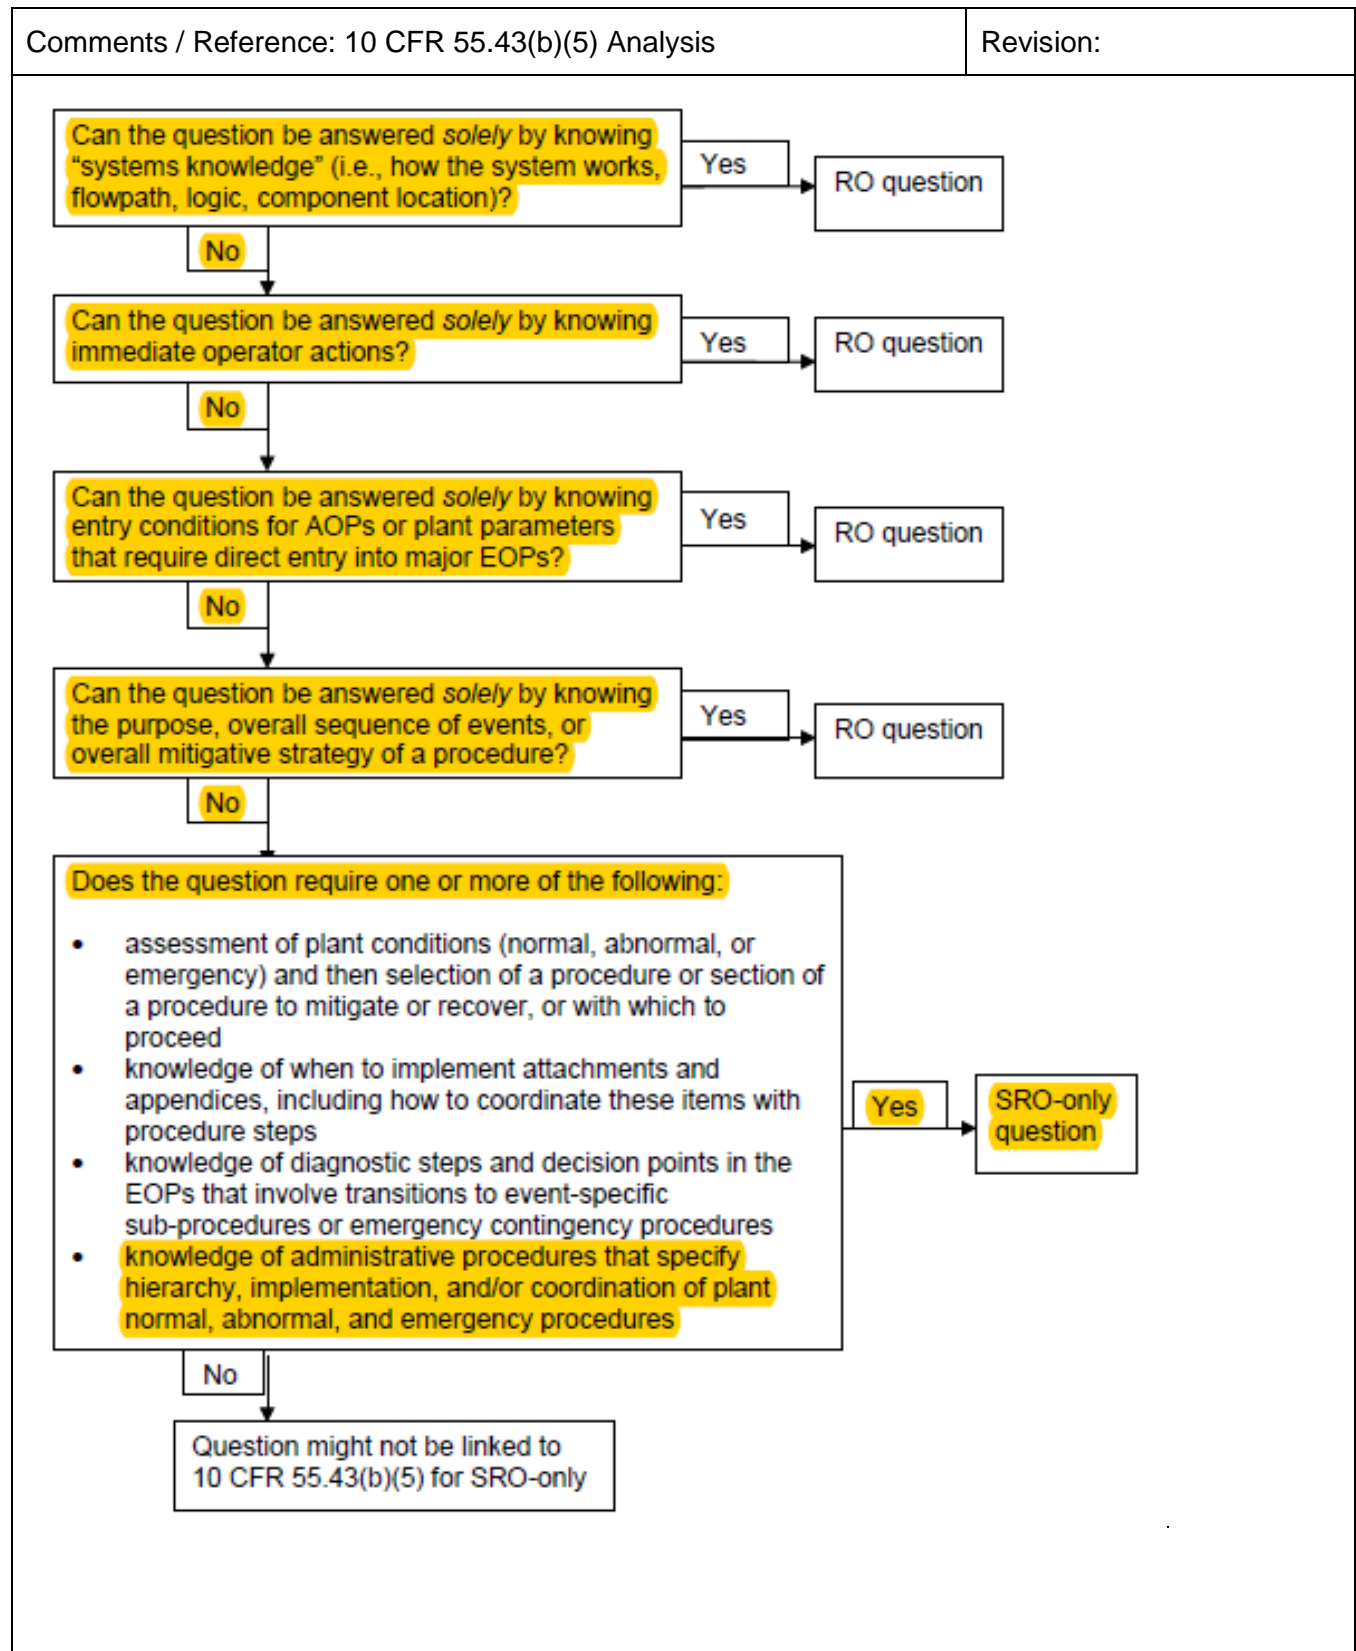 Comments / Reference: 10 CFR 55.43(b)(5) Analysis
Revision:
Can the question be answered solely by knowing
“systems knowledge” (i.e., how the system works,
flowpath, logic, component location)?
Yes
RO question
No
Can the question be answered solely by knowing
immediate operator actions?
Yes
RO question
No
Can the question be answered solely by knowing
entry conditions for AOPs or plant parameters
that require direct entry into major EOPs?
Yes
RO question
No
Can the question be answered solely by knowing
the purpose, overall sequence of events, or
overall mitigative strategy of a procedure?
Yes
RO question
No
Does the question require one or more of the following:
• assessment of plant conditions (normal, abnormal, or
emergency) and then selection of a procedure or section of
a procedure to mitigate or recover, or with which to
proceed
• knowledge of when to implement attachments and
appendices, including how to coordinate these items with
procedure steps
• knowledge of diagnostic steps and decision points in the
EOPs that involve transitions to event-specific
sub-procedures or emergency contingency procedures
• knowledge of administrative procedures that specify
hierarchy, implementation, and/or coordination of plant
normal, abnormal, and emergency procedures
Yes
SRO-only
question
No
Question might not be linked to
10 CFR 55.43(b)(5) for SRO-only